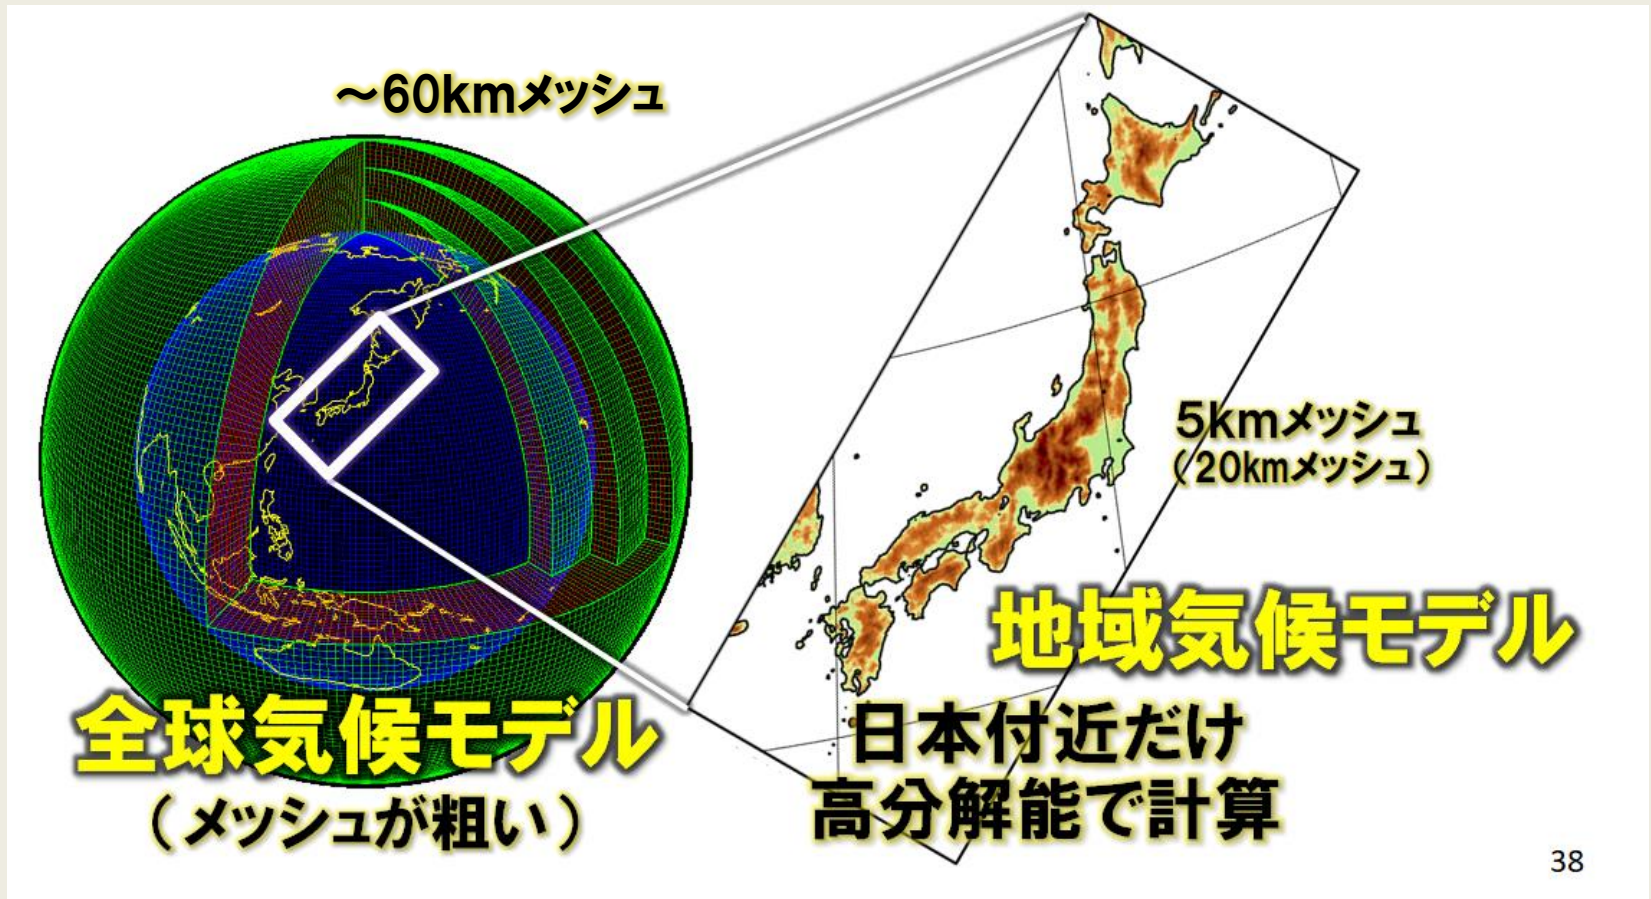 ～60kmメッシュ
全球気候モデル
（メッシュが粗い）
5kmメッシュ
（20kmメッシュ）
地域気候モデル
日本付近だけ
高分解能で計算
38